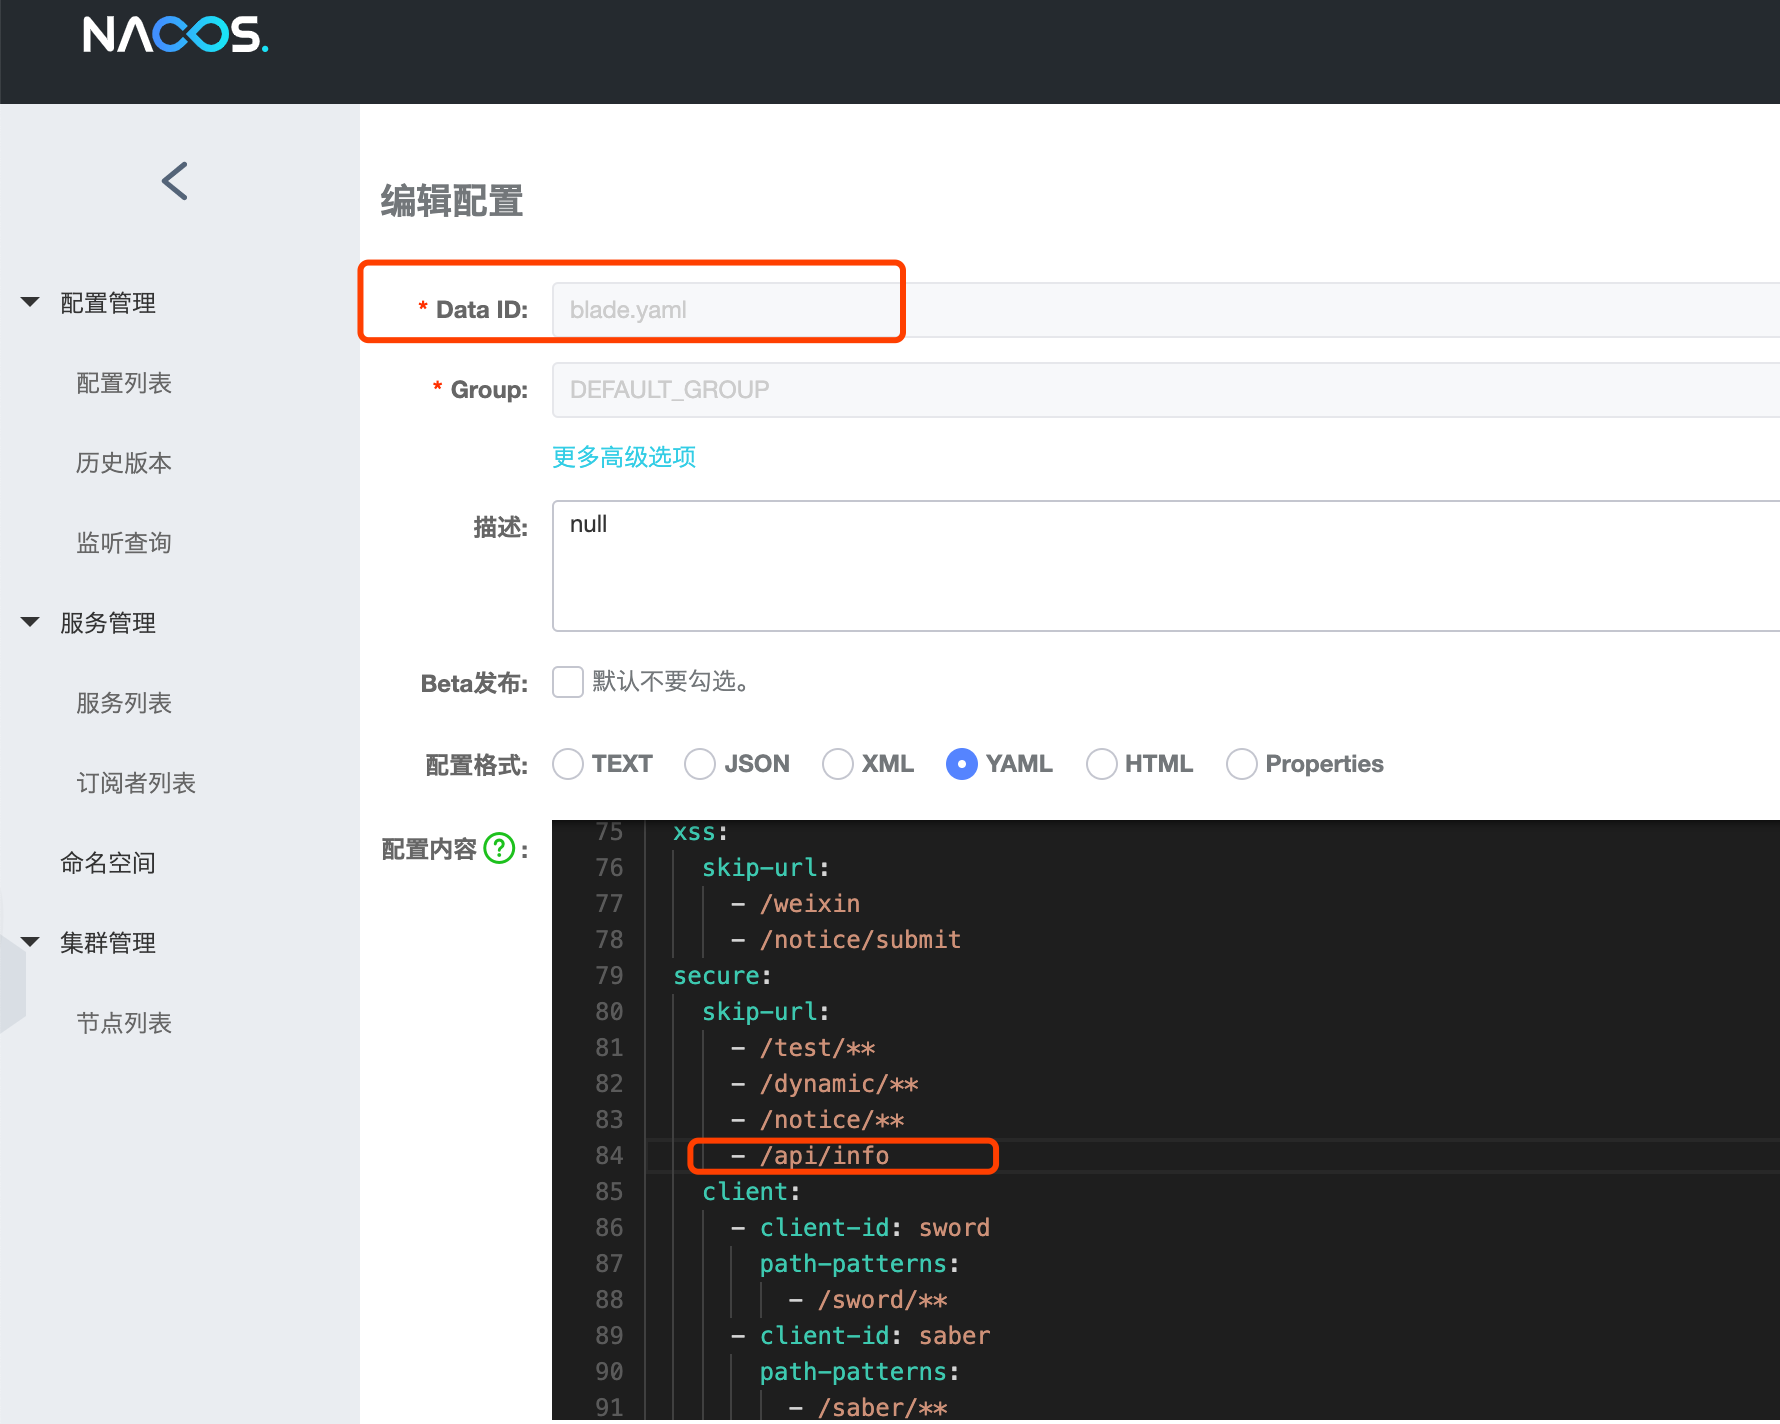 NACOS.
编辑配置
配置管理
配置列表
历史版本
监听查询
服务管理
服务列表
订阅者列表
命名空间
集群管理
节点列表
* Data ID: blade.yaml
* Group: DEFAULT_GROUP
更多高级选项
描述: null
Beta发布: 默认不要勾选。
配置格式: TEXT JSON XML YAML HTML Properties
配置内容 ? :
75 xss:
76 skip-url:
77 - /weixin
78 - /notice/submit
79 secure:
80 skip-url:
81 - /test/**
82 - /dynamic/**
83 - /notice/**
84 - /api/info
85 client:
86 - client-id: sword
87 path-patterns:
88 - /sword/**
89 - client-id: saber
90 path-patterns:
91 - /saber/**